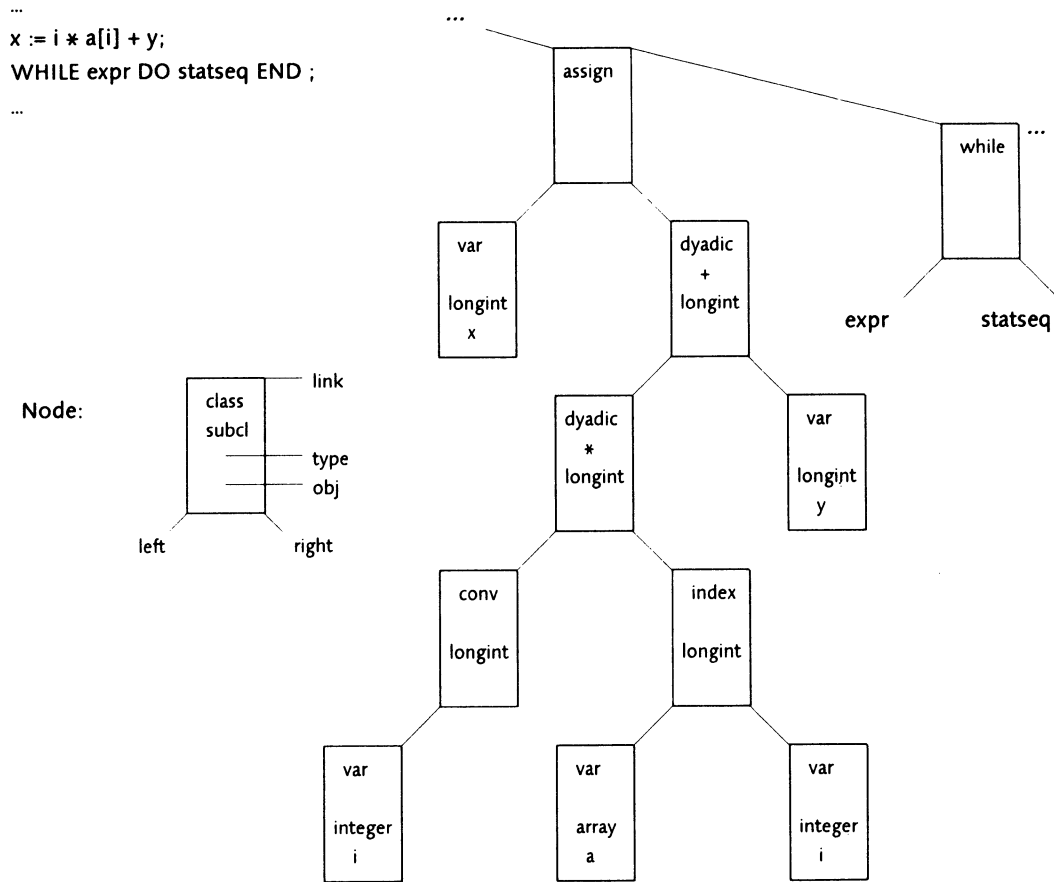 ...
x := i * a[i] + y;
WHILE expr DO statseq END ;
...
...
assign
while
...
var
longint
x
dyadic
+
longint
expr
statseq
Node:
class
subcl
link
type
obj
left
right
dyadic
*
longint
var
longint
y
conv
longint
index
longint
var
integer
i
var
array
a
var
integer
i